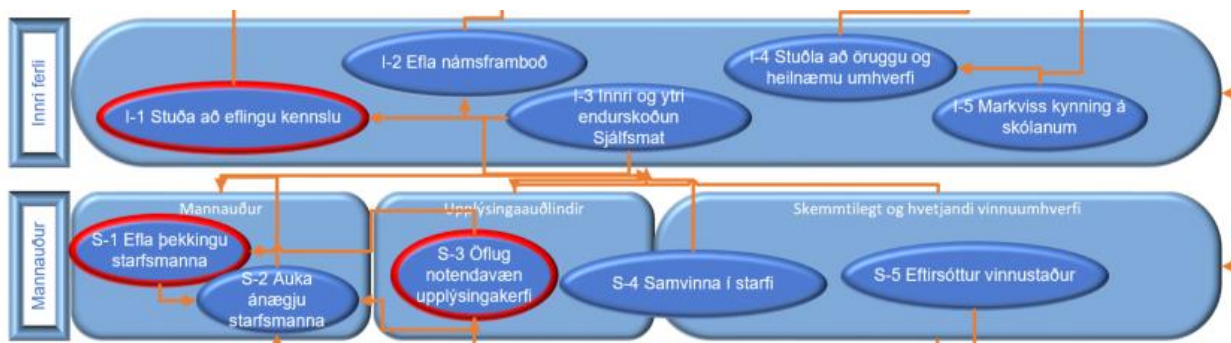 Innri ferli
I-1 Stuða að eflingu kennslu
I-2 Efla námsframboð
I-3 Innri og ytri
endurskoðun
Sjálfsmat
I-4 Stuðla að öruggu og
heilnæmu umhverfi
I-5 Markviss kynning á
skólanum
Mannauður
Mannauður
S-1 Efla þekkingu
starfsmanna
S-2 Auka
ánægju
starfsmanna
Upplýsingaauðlindir
S-3 Öflug
notendavæn
upplýsingakerfi
S-4 Samvinna í starfi
Skemmtilegt og hvetjandi vinnuumhverfi
S-5 Eftirsóttur vinnustaður